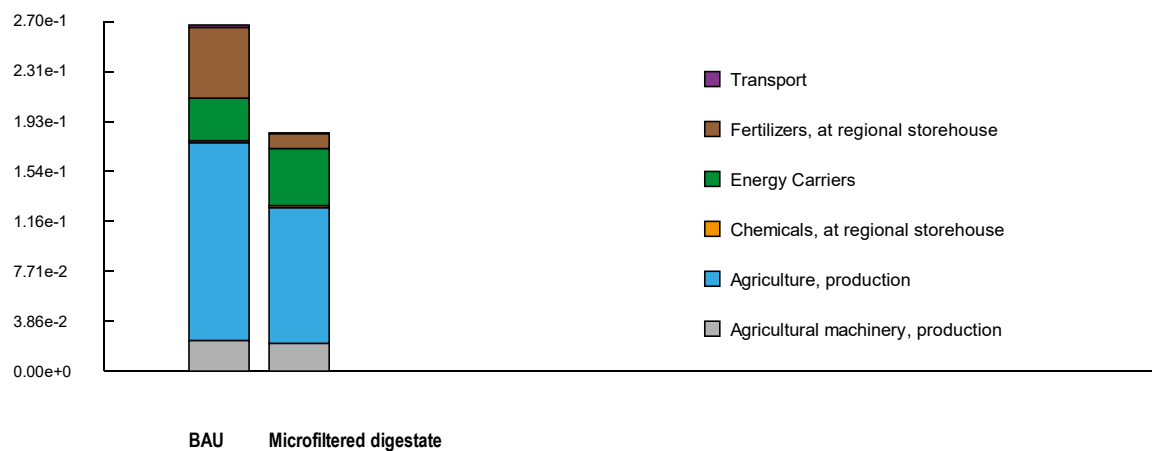 2.70e-1
2.31e-1
1.93e-1
1.54e-1
1.16e-1
7.71e-2
3.86e-2
0.00e+0
BAU
Microfiltered digestate
Transport
Fertilizers, at regional storehouse
Energy Carriers
Chemicals, at regional storehouse
Agriculture, production
Agricultural machinery, production